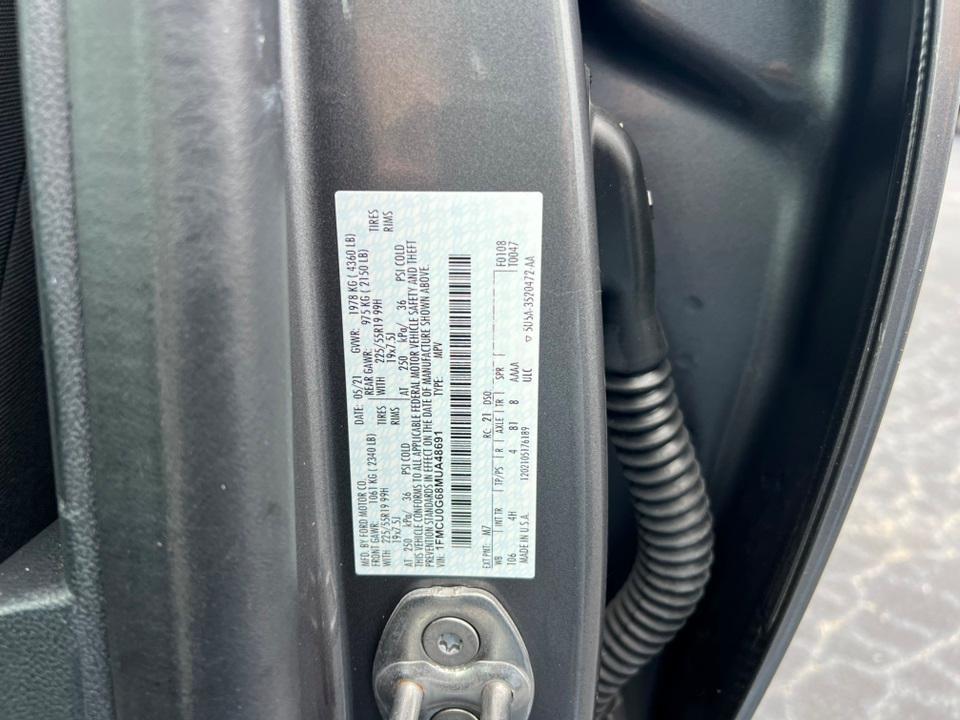 MFD. BY FORD MOTOR CO.
DATE: 05/21 GVWR: 1978 KG ( 4360 LB)
FRONT GAWR: 1061 KG ( 2340 LB) REAR GAWR: 975 KG ( 2150 LB)
WITH 225/55R19 99H TIRES WITH 225/55R19 99H TIRES
19x7.5J RIMS 19x7.5J RIMS
AT 250 kPa/ 36 PSI COLD AT 250 kPa/ 36 PSI COLD
THIS VEHICLE CONFORMS TO ALL APPLICABLE FEDERAL MOTOR VEHICLE SAFETY AND THEFT
PREVENTION STANDARDS IN EFFECT ON THE DATE OF MANUFACTURE SHOWN ABOVE.
VIN: 1FMCU0G68MUA48691 TYPE: MPV
EXT PNT: M7 RC: 21 DSO: F0108
WB INT TR TP/PS R AXLE TR SPR T0047
106 4H 4 81 8 AAAA
MADE IN U.S.A. 1202105176189 ULC 5U5A-3520472-AA